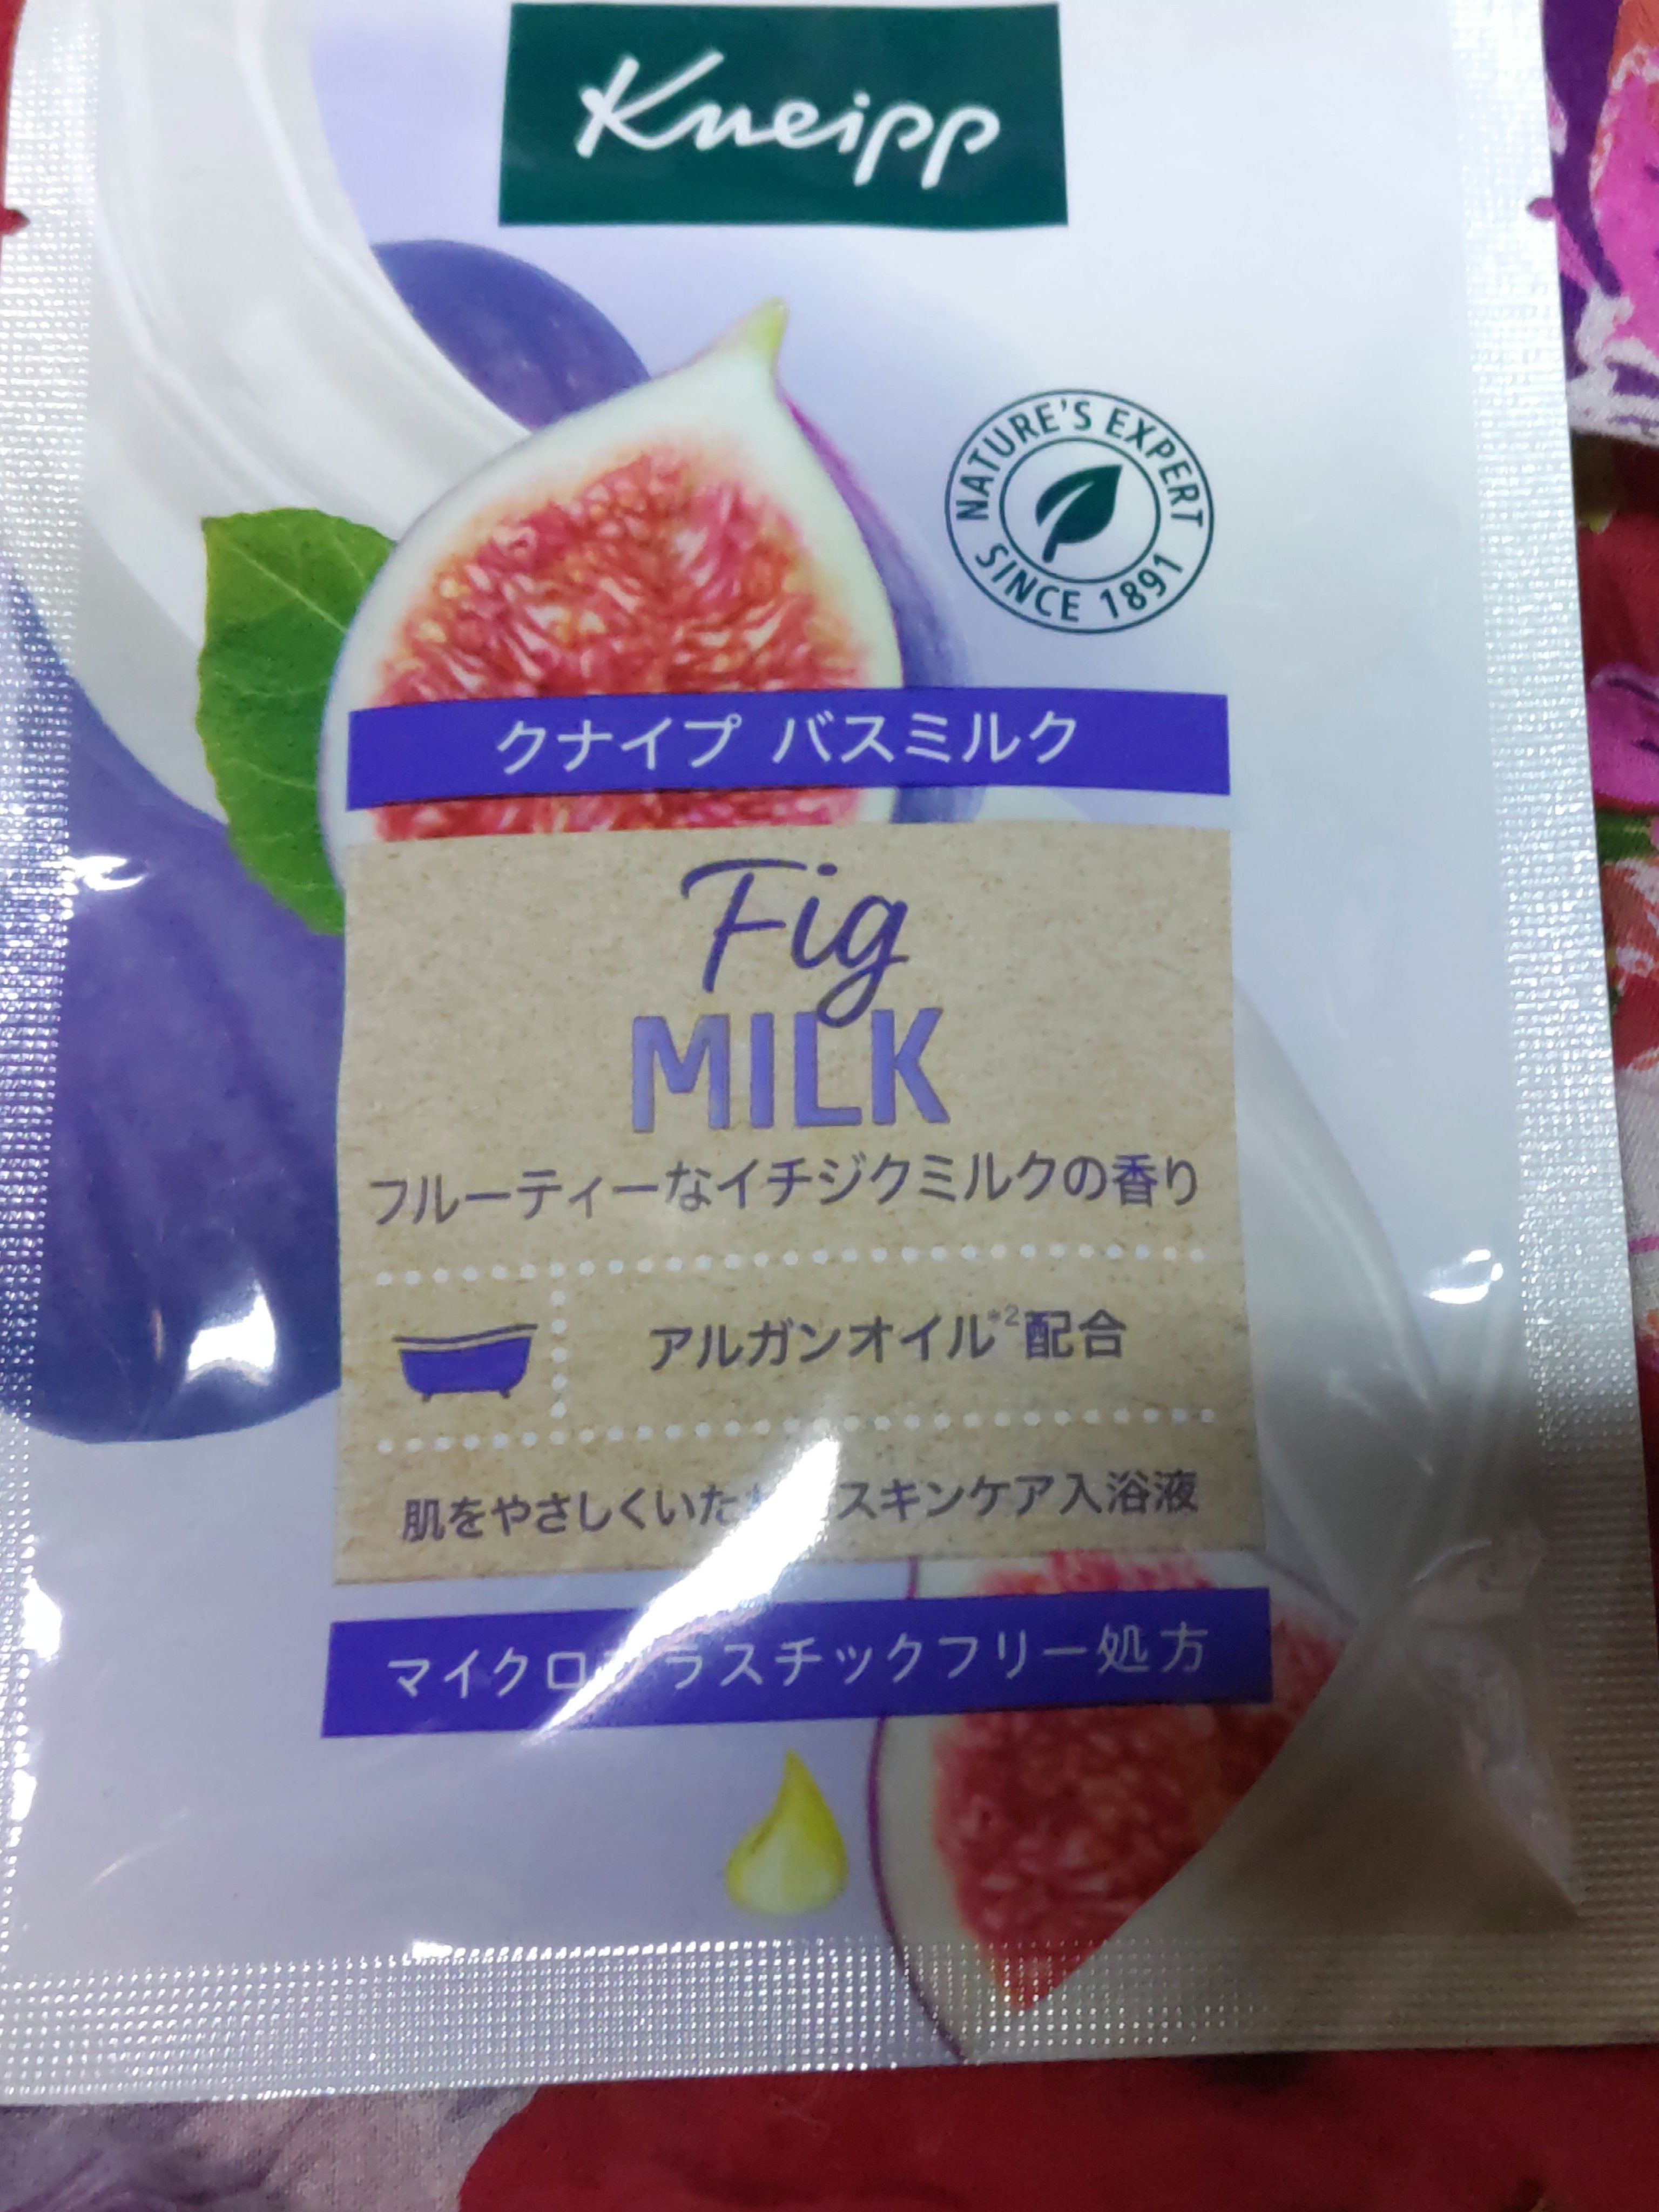 Kneipp
NATURE'S EXPERT
SINCE 1891
クナイプ バスミルク
Fig
MILK
フルーティーなイチジクミルクの香り
アルガンオイル*2配合
肌をやさしくいた スキンケア入浴液
マイクロプラスチックフリー処方